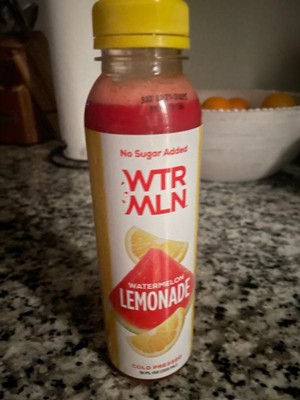 No Sugar Added
WTR
MLN
WATERMELON
LEMONADE
COLD PRESSED